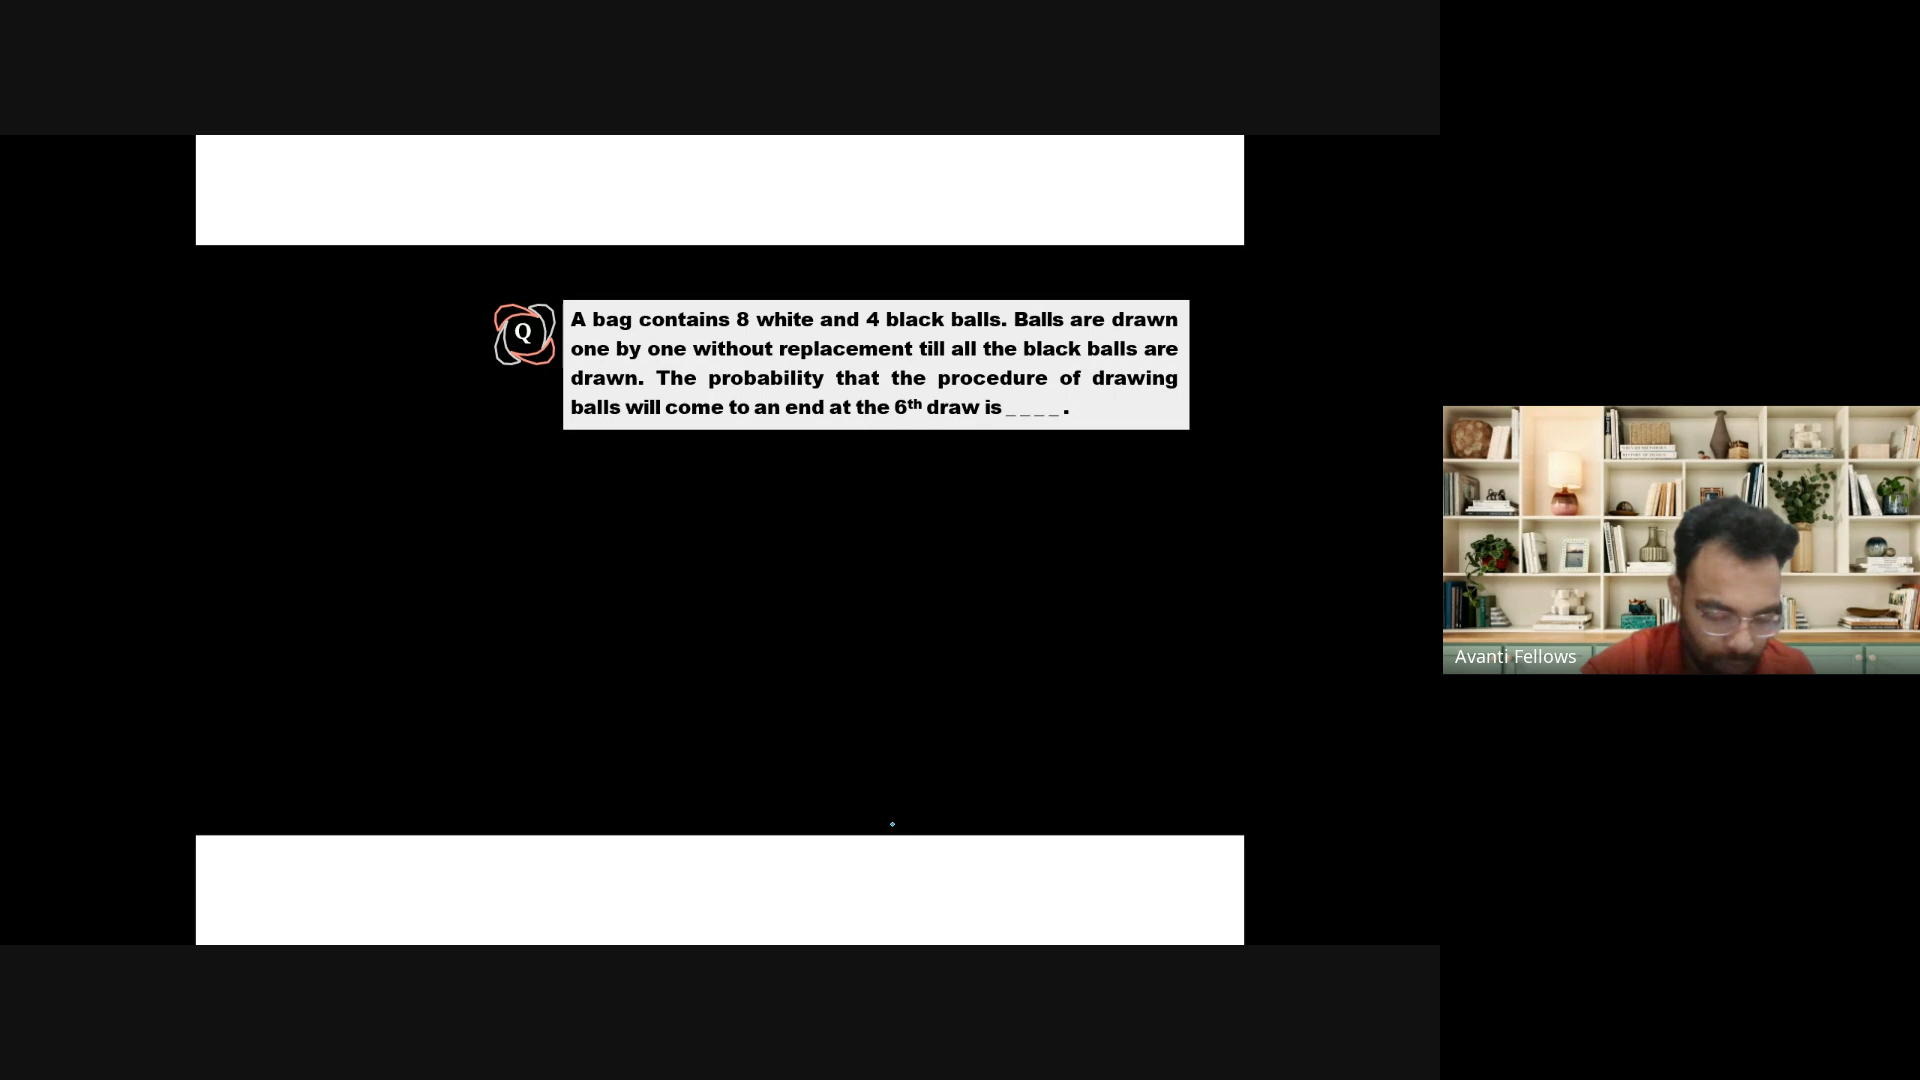 Q
A bag contains 8 white and 4 black balls. Balls are drawn
one by one without replacement till all the black balls are
drawn. The probability that the procedure of drawing
balls will come to an end at the 6th draw is _ _ _ _ .
Avanti Fellows